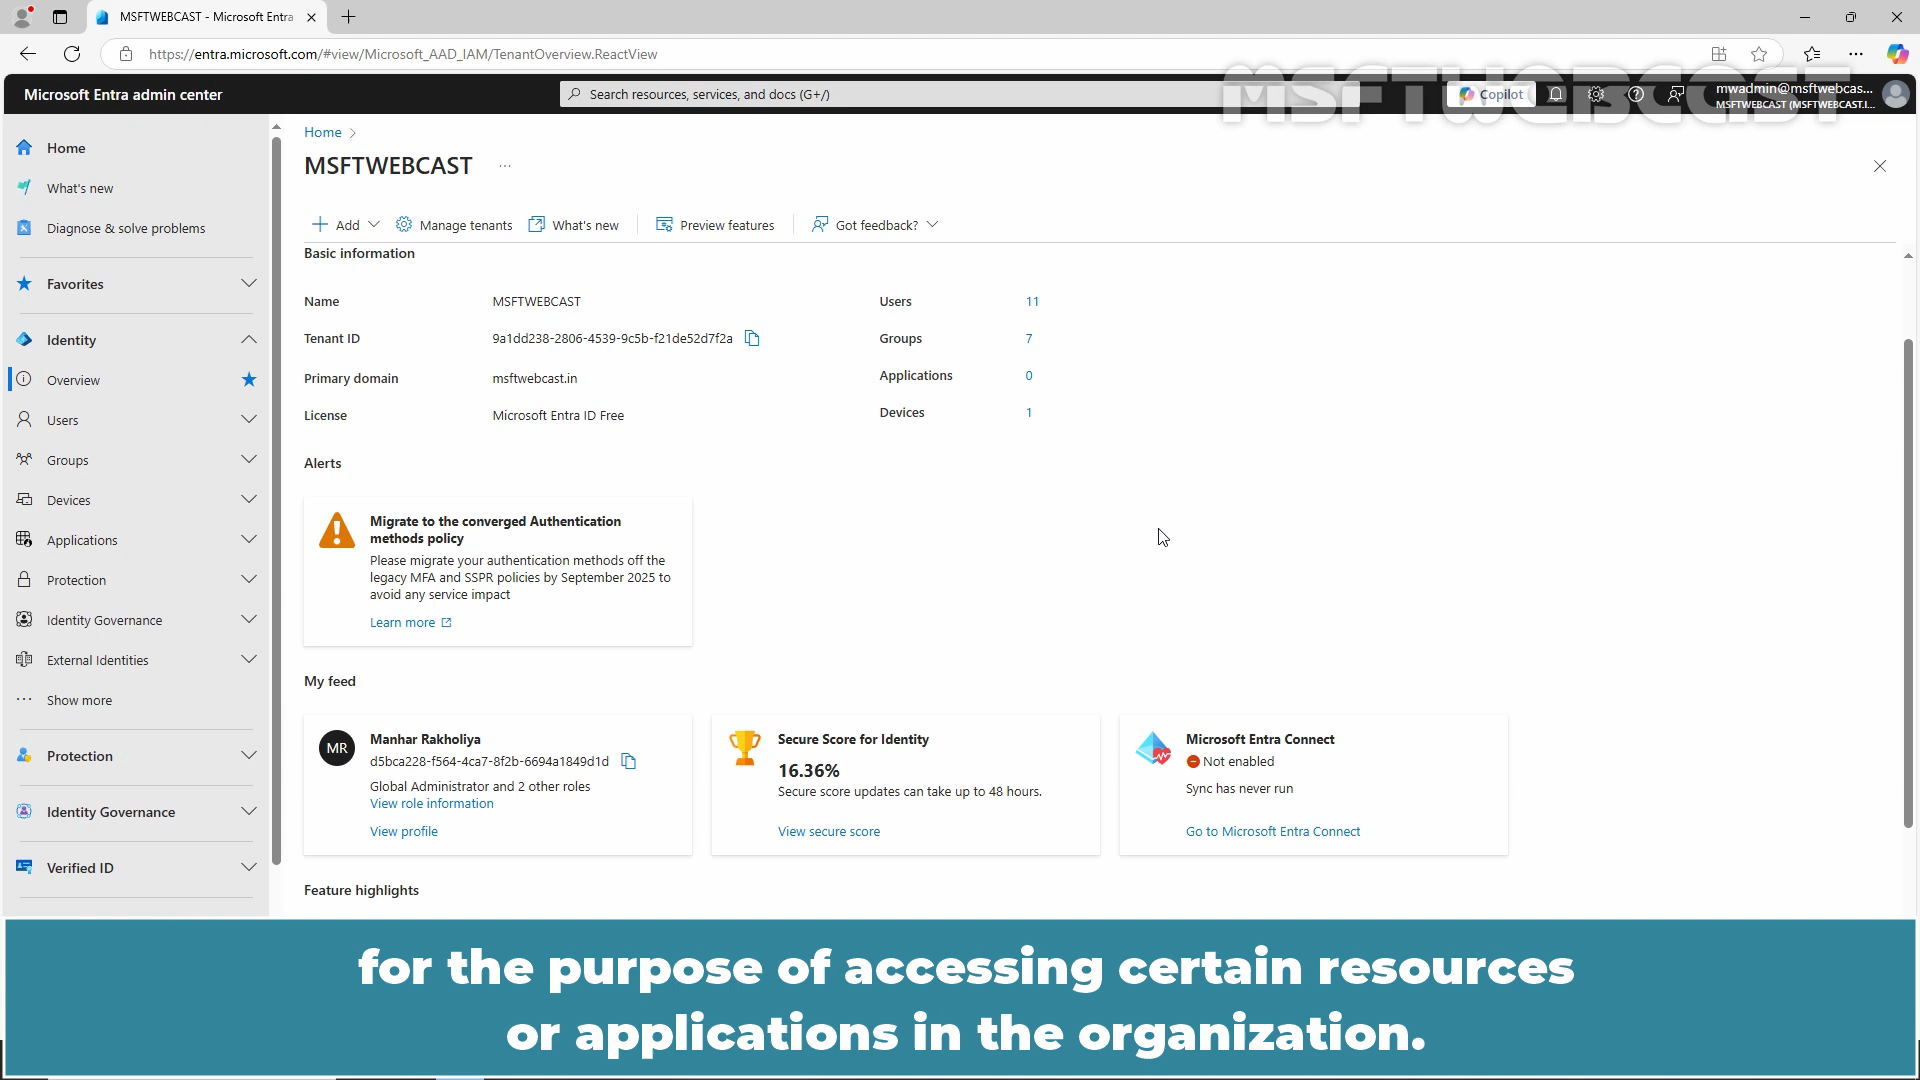 MSFTWEBCAST - Microsoft Entra
https://entra.microsoft.com/#view/Microsoft_AAD_IAM/TenantOverview.ReactView
MSFTWEBCAST
Microsoft Entra admin center
Search resources, services, and docs (G+/)
Copilot
mwadmin@msftwebcas...
MSFTWEBCAST (MSFTWEBCAST.I...
Home
What's new
Diagnose & solve problems
Favorites
Identity
Overview
Users
Groups
Devices
Applications
Protection
Identity Governance
External Identities
Show more
Protection
Identity Governance
Verified ID
Home
MSFTWEBCAST
Add
Manage tenants
What's new
Preview features
Got feedback?
Basic information
Name MSFTWEBCAST
Tenant ID 9a1dd238-2806-4539-9c5b-f21de52d7f2a
Primary domain msftwebcast.in
License Microsoft Entra ID Free
Users 11
Groups 7
Applications 0
Devices 1
Alerts
Migrate to the converged Authentication
methods policy
Please migrate your authentication methods off the
legacy MFA and SSPR policies by September 2025 to
avoid any service impact
Learn more
My feed
MR
Manhar Rakholiya
d5bca228-f564-4ca7-8f2b-6694a1849d1d
Global Administrator and 2 other roles
View role information
View profile
Secure Score for Identity
16.36%
Secure score updates can take up to 48 hours.
View secure score
Microsoft Entra Connect
Not enabled
Sync has never run
Go to Microsoft Entra Connect
Feature highlights
for the purpose of accessing certain resources
or applications in the organization.